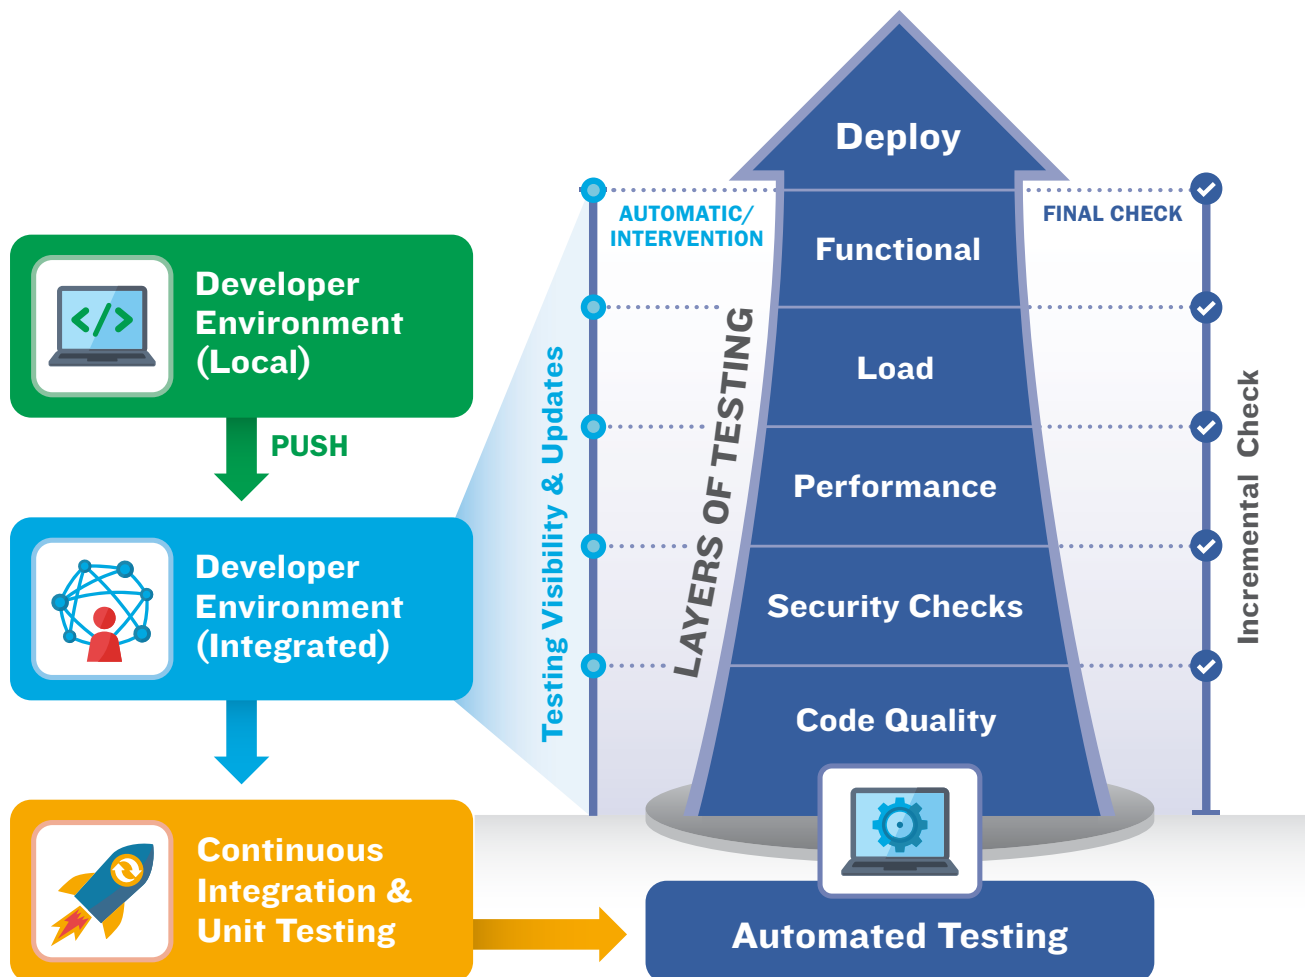 Developer
Environment
(Local)
PUSH
Developer
Environment
(Integrated)
Continuous
Integration &
Unit Testing
Testing Visibility & Updates
AUTOMATIC/
INTERVENTION
LAYERS OF TESTING
Deploy
Functional
Load
Performance
Security Checks
Code Quality
Automated Testing
FINAL CHECK
Incremental Check